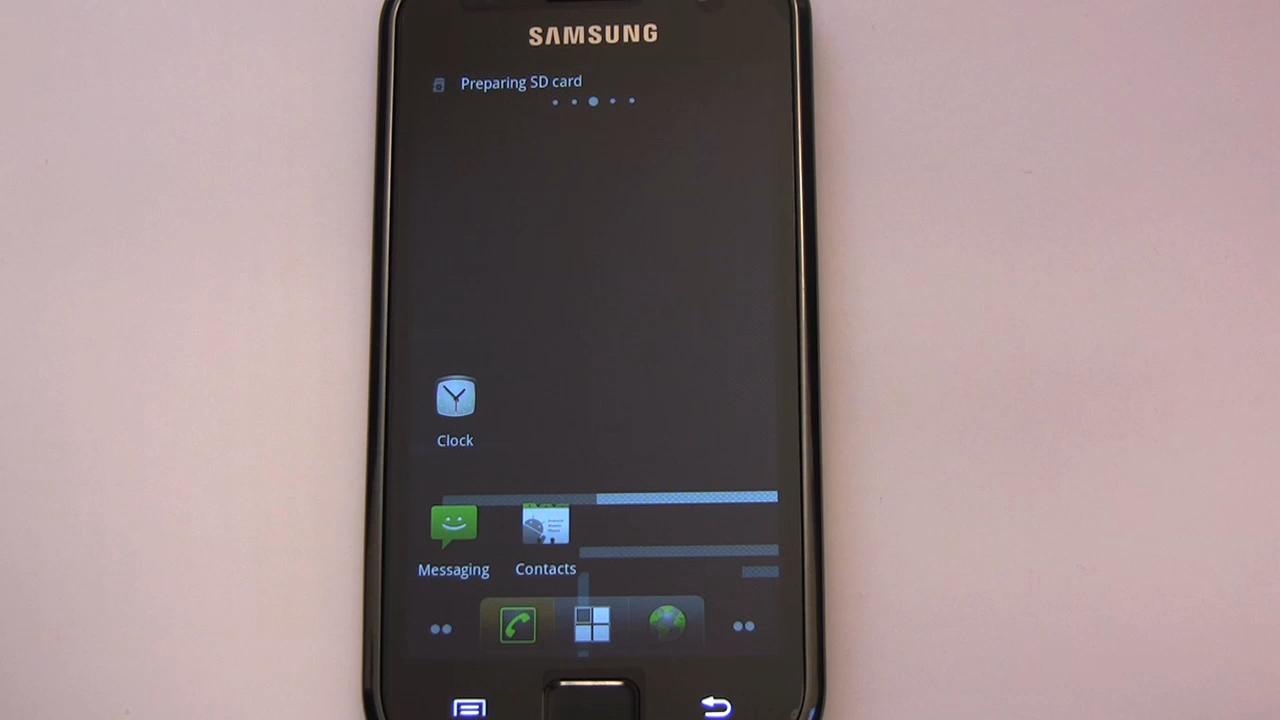 SAMSUNG
Preparing SD card
Clock
Messaging
Contacts